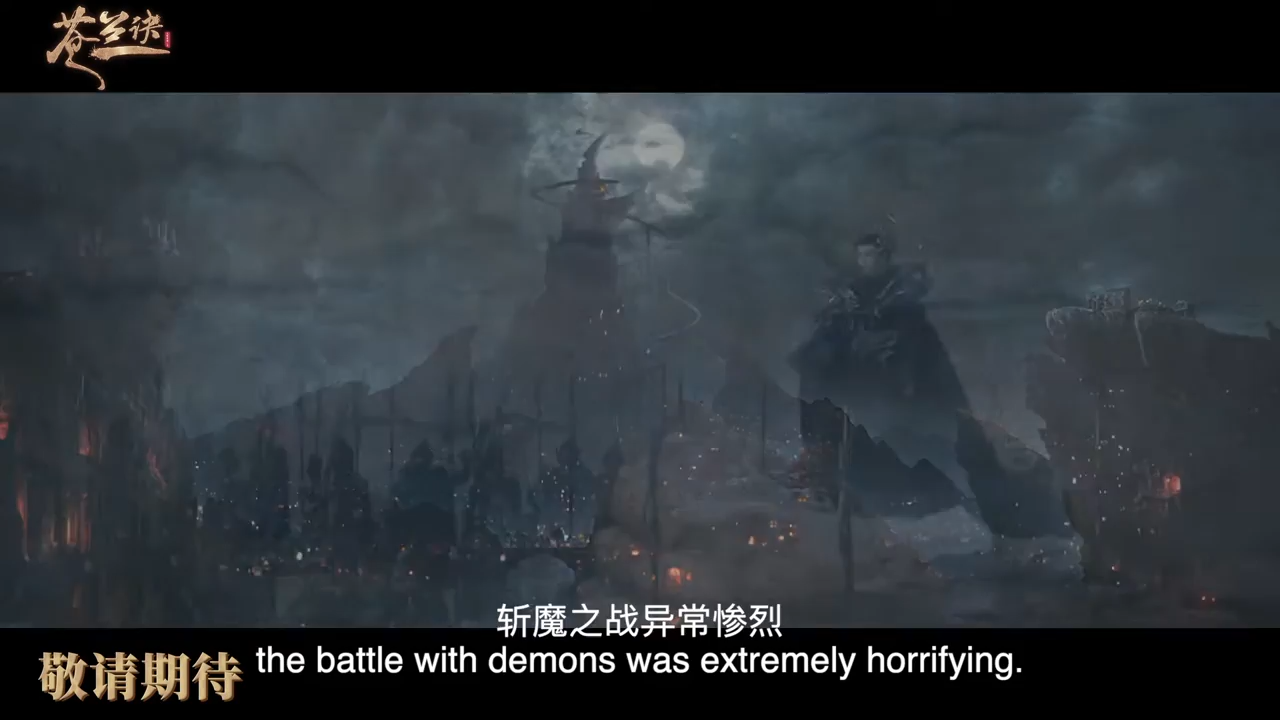 苍兰诀
斩魔之战异常惨烈
the battle with demons was extremely horrifying.
敬请期待